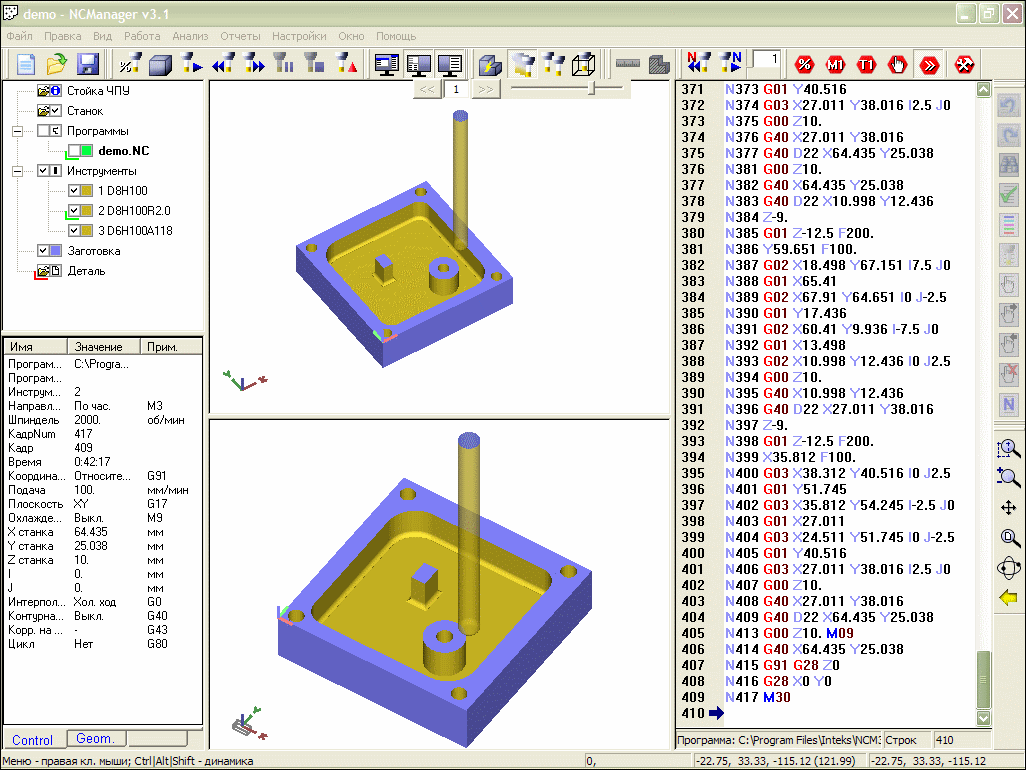 demo - NCManager v3.1
Файл Правка Вид Работа Анализ Отчеты Настройки Окно Помощь
1
% M1 T1
<< 1 >>
Стойка ЧПУ
Станок
Программы
demo.NC
Инструменты
1 D8H100
2 D8H100R2.0
3 D6H100A118
Заготовка
Деталь
Имя Значение Прим.
Програм... C:\Progra...
Програм...
Инструм... 2
Направл... По час. M3
Шпиндель 2000. об/мин
КадрNum 417
Кадр 409
Время 0:42:17
Координа... Относите... G91
Подача 100. мм/мин
Плоскость XY G17
Охлажде... Выкл. M9
X станка 64.435 мм
Y станка 25.038 мм
Z станка 10. мм
I 0. мм
J 0. мм
Интерпол... Хол. ход G0
Контурна... Выкл. G40
Корр. на ... - G43
Цикл Нет G80
Control Geom.
371 N373 G01 Y40.516
372 N374 G03 X27.011 Y38.016 I2.5 J0
373 N375 G00 Z10.
374 N376 G40 X27.011 Y38.016
375 N377 G40 D22 X64.435 Y25.038
376 N381 G00 Z10.
377 N382 G40 X64.435 Y25.038
378 N383 G40 D22 X10.998 Y12.436
379 N384 Z-9.
380 N385 G01 Z-12.5 F200.
381 N386 Y59.651 F100.
382 N387 G02 X18.498 Y67.151 I7.5 J0
383 N388 G01 X65.41
384 N389 G02 X67.91 Y64.651 I0 J-2.5
385 N390 G01 Y17.436
386 N391 G02 X60.41 Y9.936 I-7.5 J0
387 N392 G01 X13.498
388 N393 G02 X10.998 Y12.436 I0 J2.5
389 N394 G00 Z10.
390 N395 G40 X10.998 Y12.436
391 N396 G40 D22 X27.011 Y38.016
392 N397 Z-9.
393 N398 G01 Z-12.5 F200.
394 N399 X35.812 F100.
395 N400 G03 X38.312 Y40.516 I0 J2.5
396 N401 G01 Y51.745
397 N402 G03 X35.812 Y54.245 I-2.5 J0
398 N403 G01 X27.011
399 N404 G03 X24.511 Y51.745 I0 J-2.5
400 N405 G01 Y40.516
401 N406 G03 X27.011 Y38.016 I2.5 J0
402 N407 G00 Z10.
403 N408 G40 X27.011 Y38.016
404 N409 G40 D22 X64.435 Y25.038
405 N413 G00 Z10. M09
406 N414 G40 X64.435 Y25.038
407 N415 G91 G28 Z0
408 N416 G28 X0 Y0
409 N417 M30
410
Программа: C:\Program Files\Inteks\NCM3 Строк 410
Меню - правая кл. мыши; Ctrl|Alt|Shift - динамика 0, -22.75, 33.33, -115.12 (121.99) -22.75, 33.33, -115.12